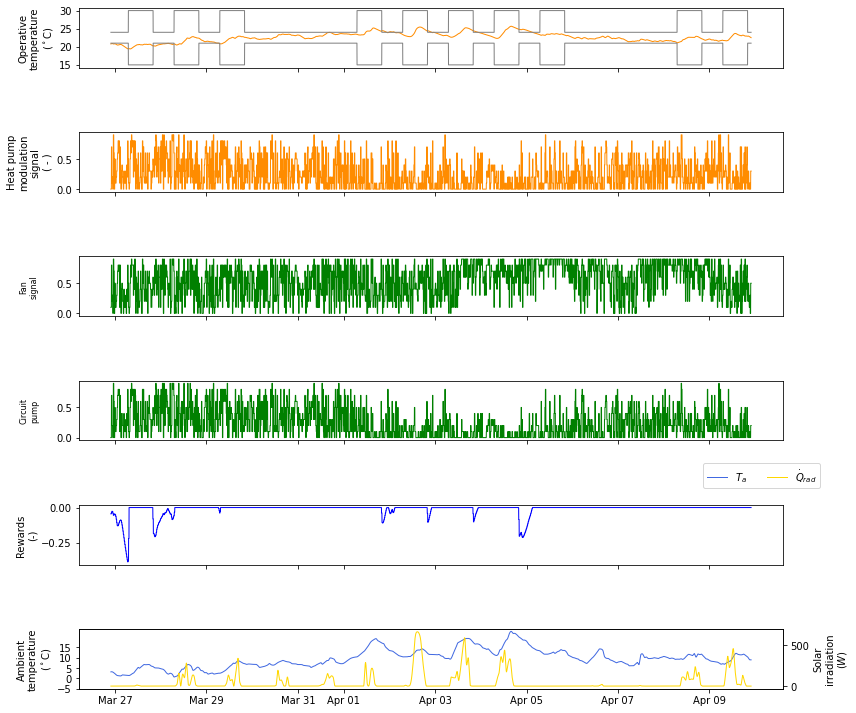 Operative
temperature
(°C)
30
25
20
15
Heat pump
modulation
signal
( - )
0.5
0.0
Fan
signal
0.5
0.0
Circuit
pump
0.5
0.0
T_a
Q̇_rad
Rewards
(-)
0.00
−0.25
Ambient
temperature
(°C)
15
10
5
0
−5
500
0
Solar
irradiation
(W)
Mar 27
Mar 29
Mar 31
Apr 01
Apr 03
Apr 05
Apr 07
Apr 09